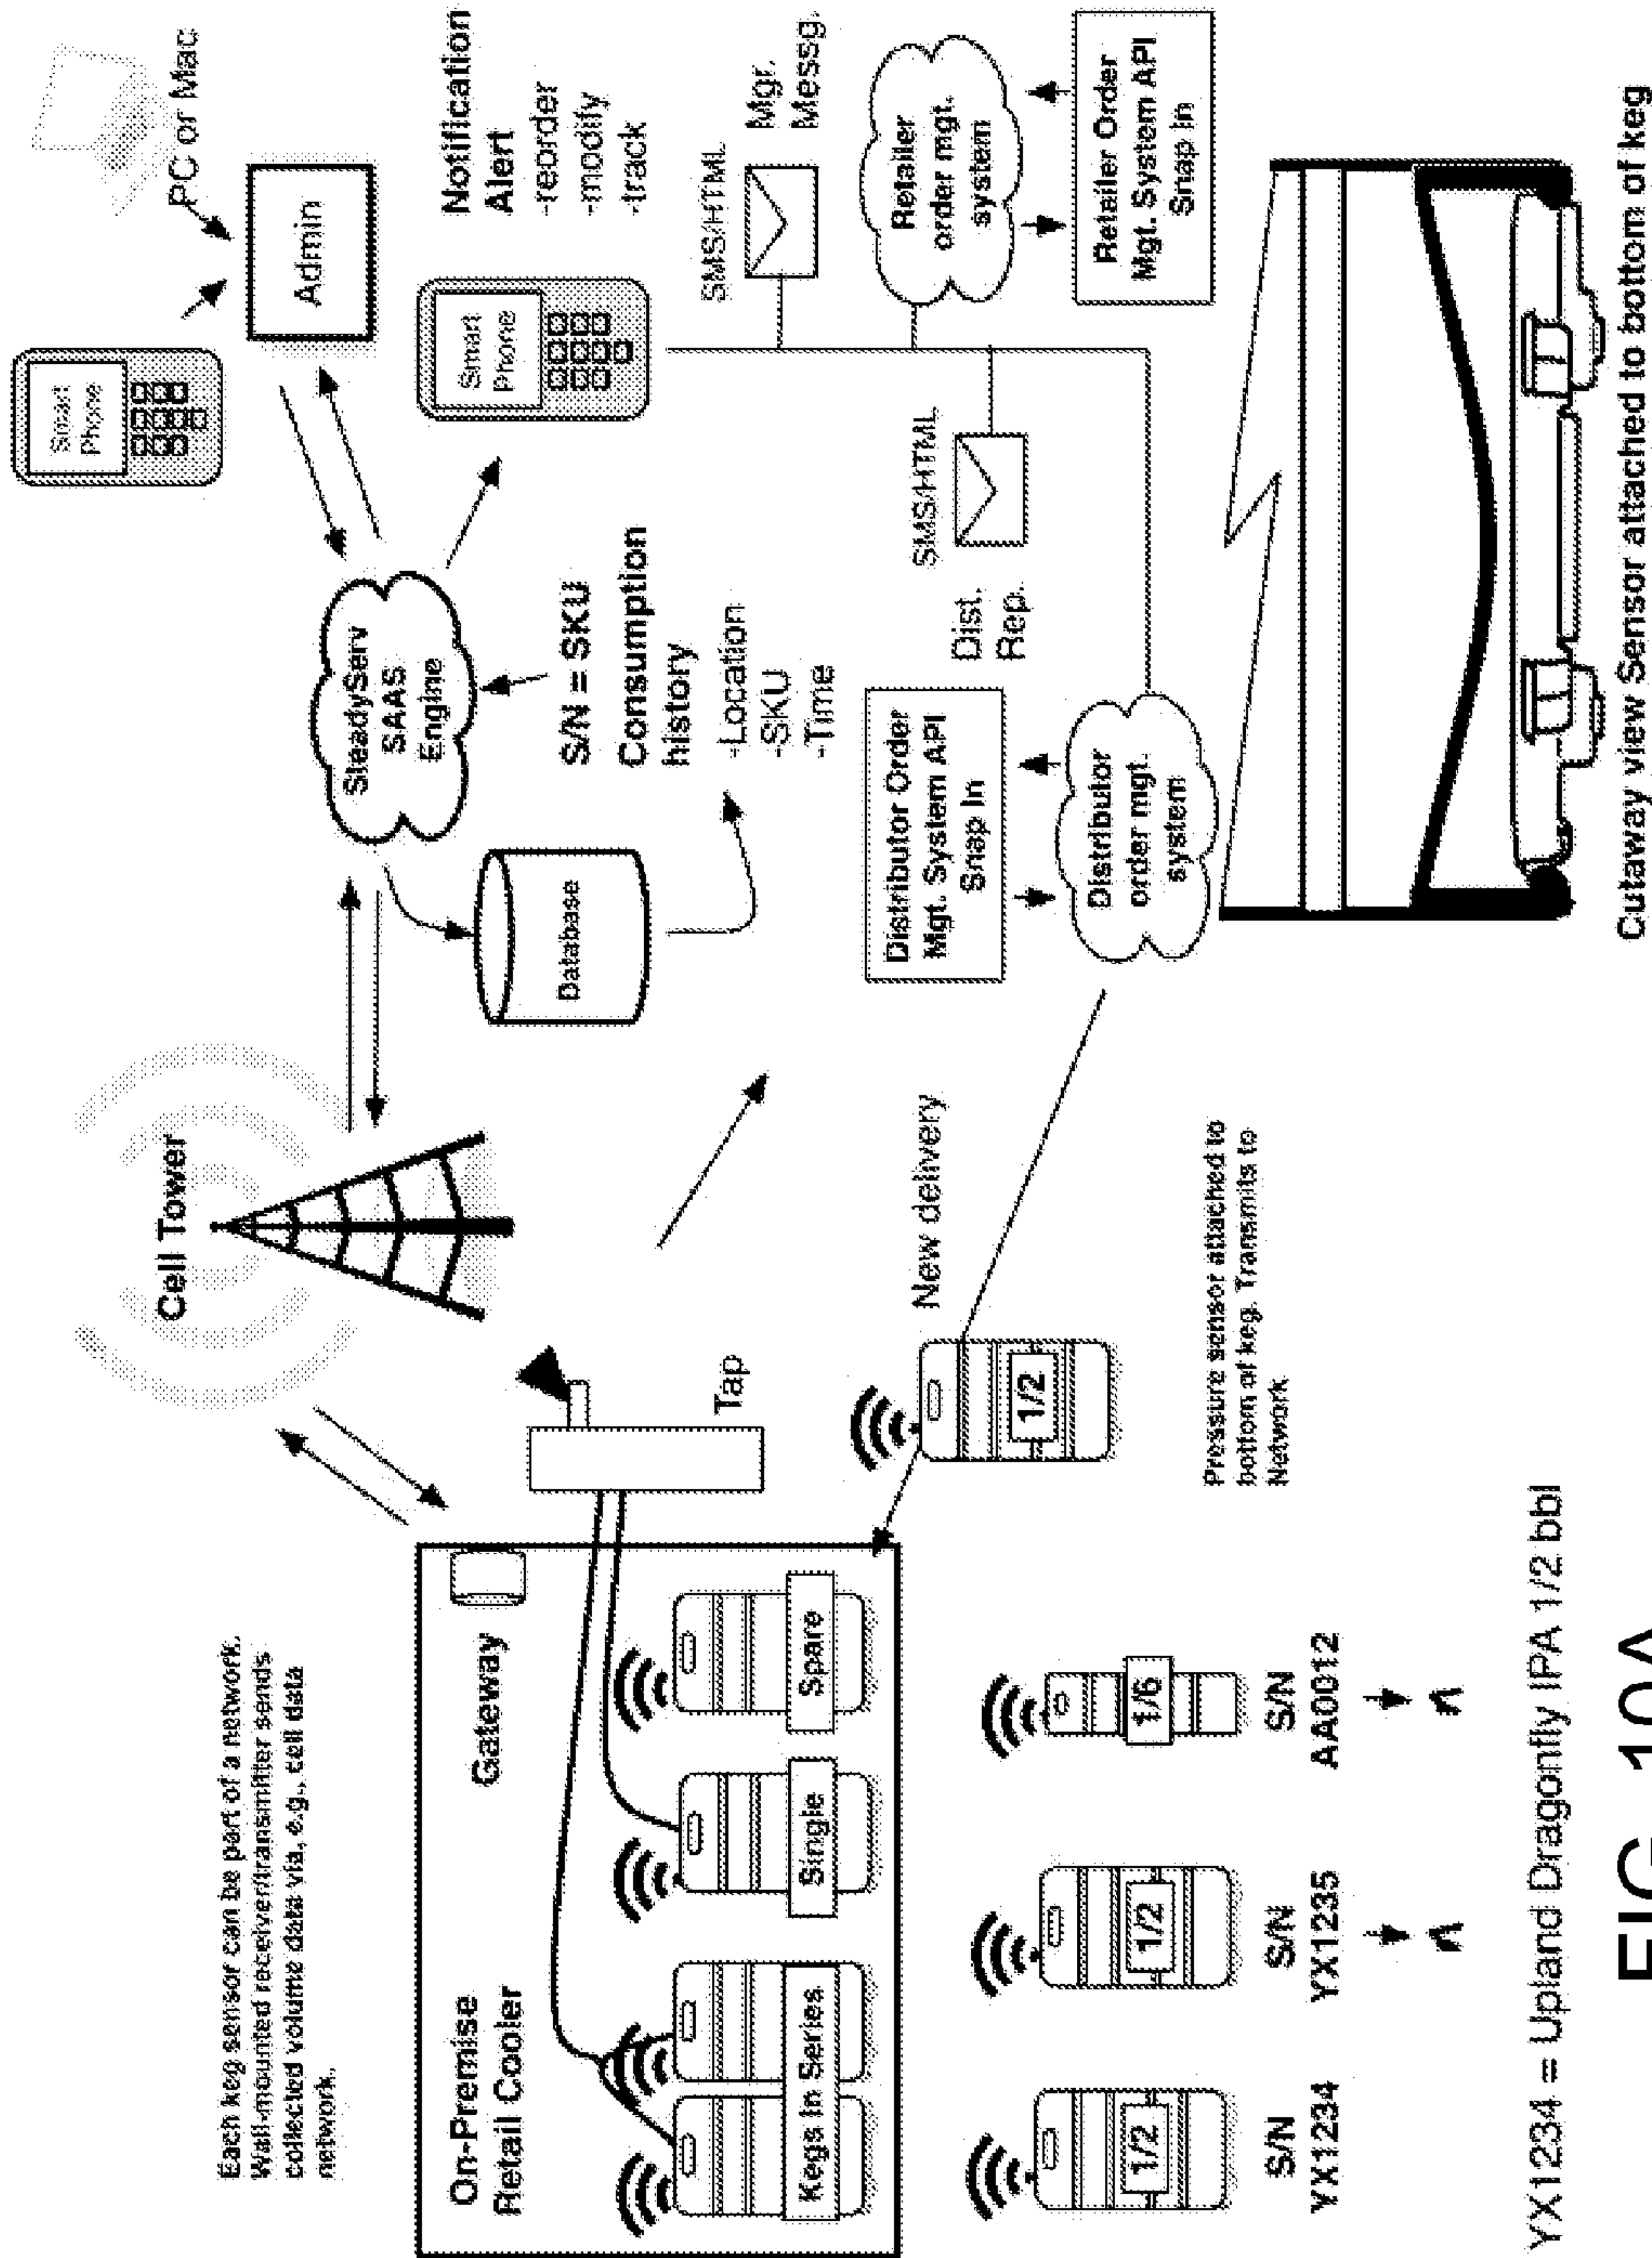 Each keg sensor can be part of a network.
Wall-mounted receiver/transmitter sends
collected volume data via, e.g., cell data
network.
On-Premise
Retail Cooler
Gateway
Kegs In Series
Single
Spare
Tap
Cell Tower
Database
SteadyServ
SAAS
Engine
S/N = SKU
Consumption
history
-Location
-SKU
-Time
Smart
Phone
PC or Mac
Admin
Smart
Phone
Notification
Alert
-reorder
-modify
-track
SMS/HTML
Mgr.
Messg.
Retailer
order mgt.
system
Retailer Order
Mgt. System API
Snap In
SMS/HTML
Dist.
Rep.
Distributor Order
Mgt. System API
Snap In
Distributor
order mgt.
system
New delivery
1/2
Pressure sensor attached to
bottom of keg. Transmits to
Network
1/2
S/N
YX1234
1/2
S/N
YX1235
1/6
S/N
AA0012
YX1234 = Upland Dragonfly IPA 1/2 bbl
Cutaway view Sensor attached to bottom of keg
FIG. 10A